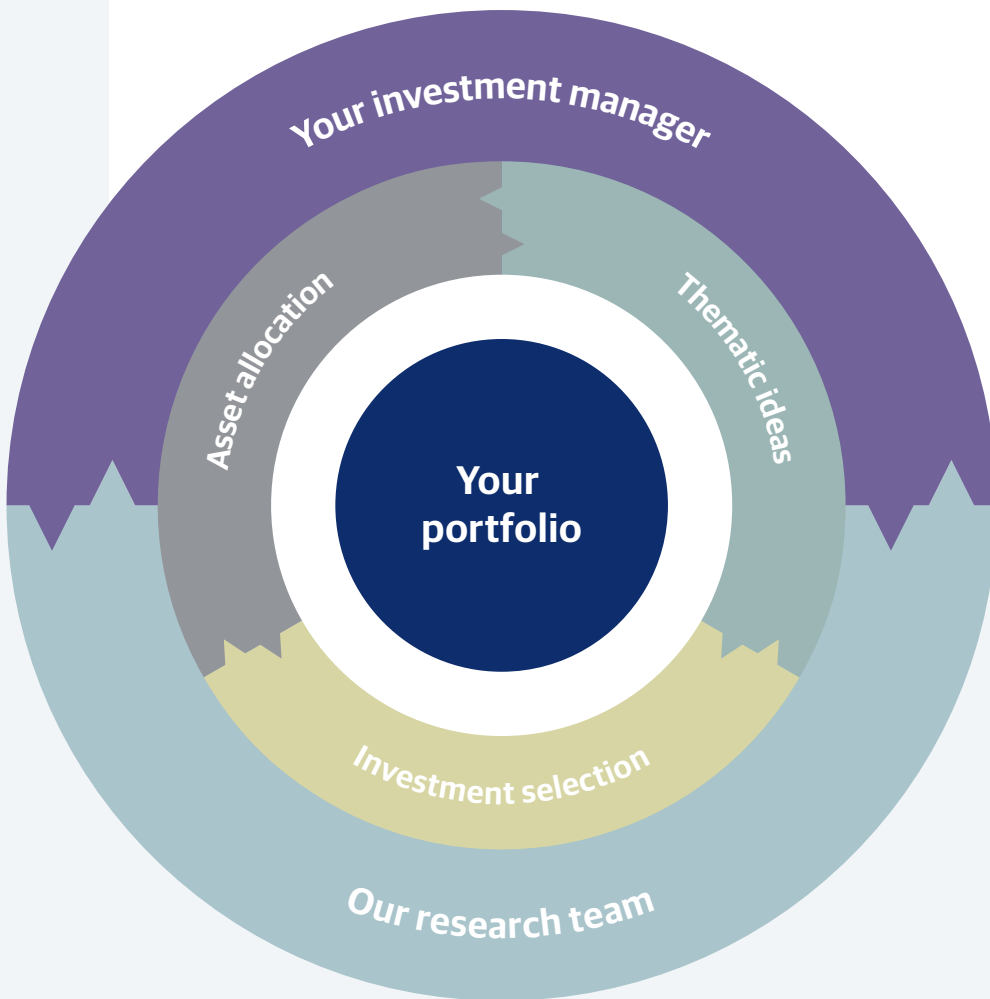 Your investment manager
Asset allocation
Thematic ideas
Your
portfolio
Investment selection
Our research team